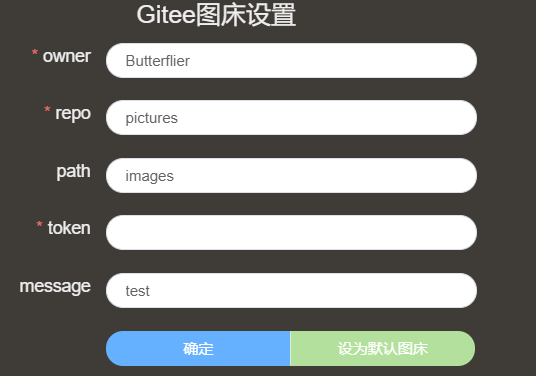 Gitee图床设置
* owner
Butterflier
* repo
pictures
path
images
* token
message
test
确定
设为默认图床